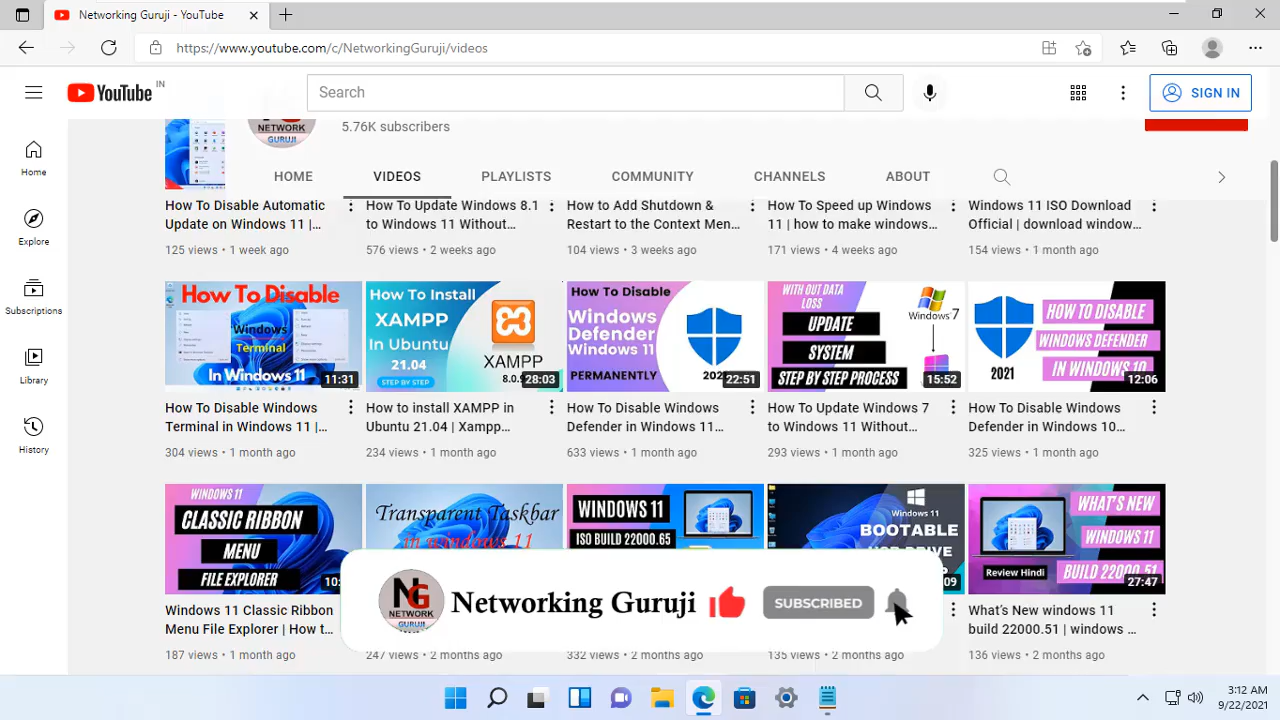 Networking Guruji - YouTube
https://www.youtube.com/c/NetworkingGuruji/videos
YouTube IN
Search
SIGN IN
NETWORK
GURUJI
5.76K subscribers
HOME VIDEOS PLAYLISTS COMMUNITY CHANNELS ABOUT
Home
Explore
Subscriptions
Library
History
How To Disable Automatic
Update on Windows 11 |...
125 views • 1 week ago
How To Update Windows 8.1
to Windows 11 Without...
576 views • 2 weeks ago
How to Add Shutdown &
Restart to the Context Men...
104 views • 3 weeks ago
How To Speed up Windows
11 | how to make windows...
171 views • 4 weeks ago
Windows 11 ISO Download
Official | download window...
154 views • 1 month ago
How To Disable
Windows
Terminal
In Windows 11
11:31
How To Disable Windows
Terminal in Windows 11 |...
304 views • 1 month ago
How To Install
XAMPP
In Ubuntu
21.04
STEP BY STEP
XAMPP
8.0.9
28:03
How to install XAMPP in
Ubuntu 21.04 | Xampp...
234 views • 1 month ago
How To Disable
Windows
Defender
Windows 11
PERMANENTLY
22:51
How To Disable Windows
Defender in Windows 11...
633 views • 1 month ago
WITH OUT DATA
LOSS
UPDATE
SYSTEM
STEP BY STEP PROCESS
Windows 7
15:52
How To Update Windows 7
to Windows 11 Without...
293 views • 1 month ago
HOW TO DISABLE
WINDOWS DEFENDER
IN WINDOWS 10
2021
12:06
How To Disable Windows
Defender in Windows 10...
325 views • 1 month ago
WINDOWS 11
CLASSIC RIBBON
MENU
FILE EXPLORER
Windows 11 Classic Ribbon
Menu File Explorer | How t...
187 views • 1 month ago
Transparent Taskbar
in windows 11
247 views • 2 months ago
WINDOWS 11
ISO BUILD 22000.65
332 views • 2 months ago
Windows 11
BOOTABLE
135 views • 2 months ago
WHAT'S NEW
WINDOWS 11
BUILD 22000.51
Review Hindi
27:47
What's New windows 11
build 22000.51 | windows ...
136 views • 2 months ago
NG
NETWORK
GURUJI
Networking Guruji
SUBSCRIBED
3:12 AM
9/22/2021